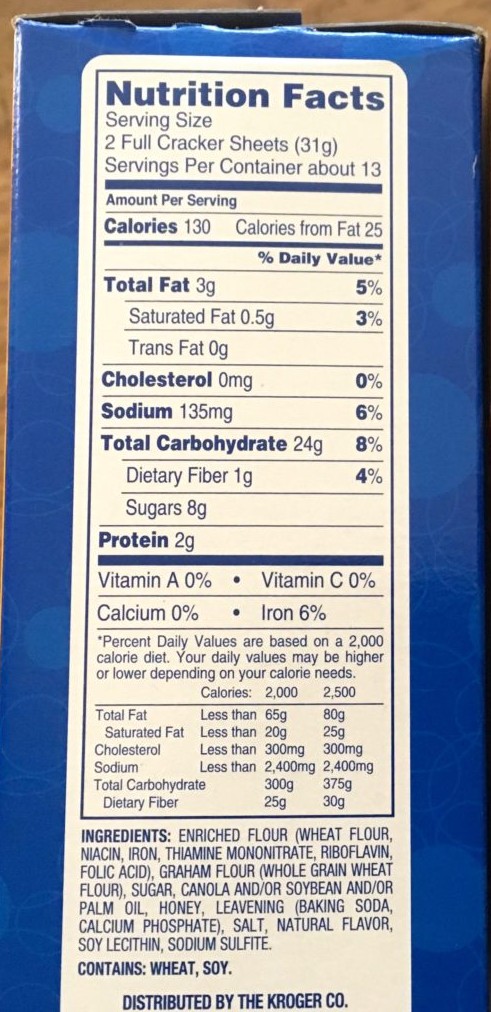 Nutrition Facts
Serving Size
2 Full Cracker Sheets (31g)
Servings Per Container about 13
Amount Per Serving
Calories 130 Calories from Fat 25
% Daily Value*
Total Fat 3g 5%
Saturated Fat 0.5g 3%
Trans Fat 0g
Cholesterol 0mg 0%
Sodium 135mg 6%
Total Carbohydrate 24g 8%
Dietary Fiber 1g 4%
Sugars 8g
Protein 2g
Vitamin A 0% • Vitamin C 0%
Calcium 0% • Iron 6%
*Percent Daily Values are based on a 2,000
calorie diet. Your daily values may be higher
or lower depending on your calorie needs.
Calories: 2,000 2,500
Total Fat Less than 65g 80g
Saturated Fat Less than 20g 25g
Cholesterol Less than 300mg 300mg
Sodium Less than 2,400mg 2,400mg
Total Carbohydrate 300g 375g
Dietary Fiber 25g 30g
INGREDIENTS: ENRICHED FLOUR (WHEAT FLOUR,
NIACIN, IRON, THIAMINE MONONITRATE, RIBOFLAVIN,
FOLIC ACID), GRAHAM FLOUR (WHOLE GRAIN WHEAT
FLOUR), SUGAR, CANOLA AND/OR SOYBEAN AND/OR
PALM OIL, HONEY, LEAVENING (BAKING SODA,
CALCIUM PHOSPHATE), SALT, NATURAL FLAVOR,
SOY LECITHIN, SODIUM SULFITE.
CONTAINS: WHEAT, SOY.
DISTRIBUTED BY THE KROGER CO.